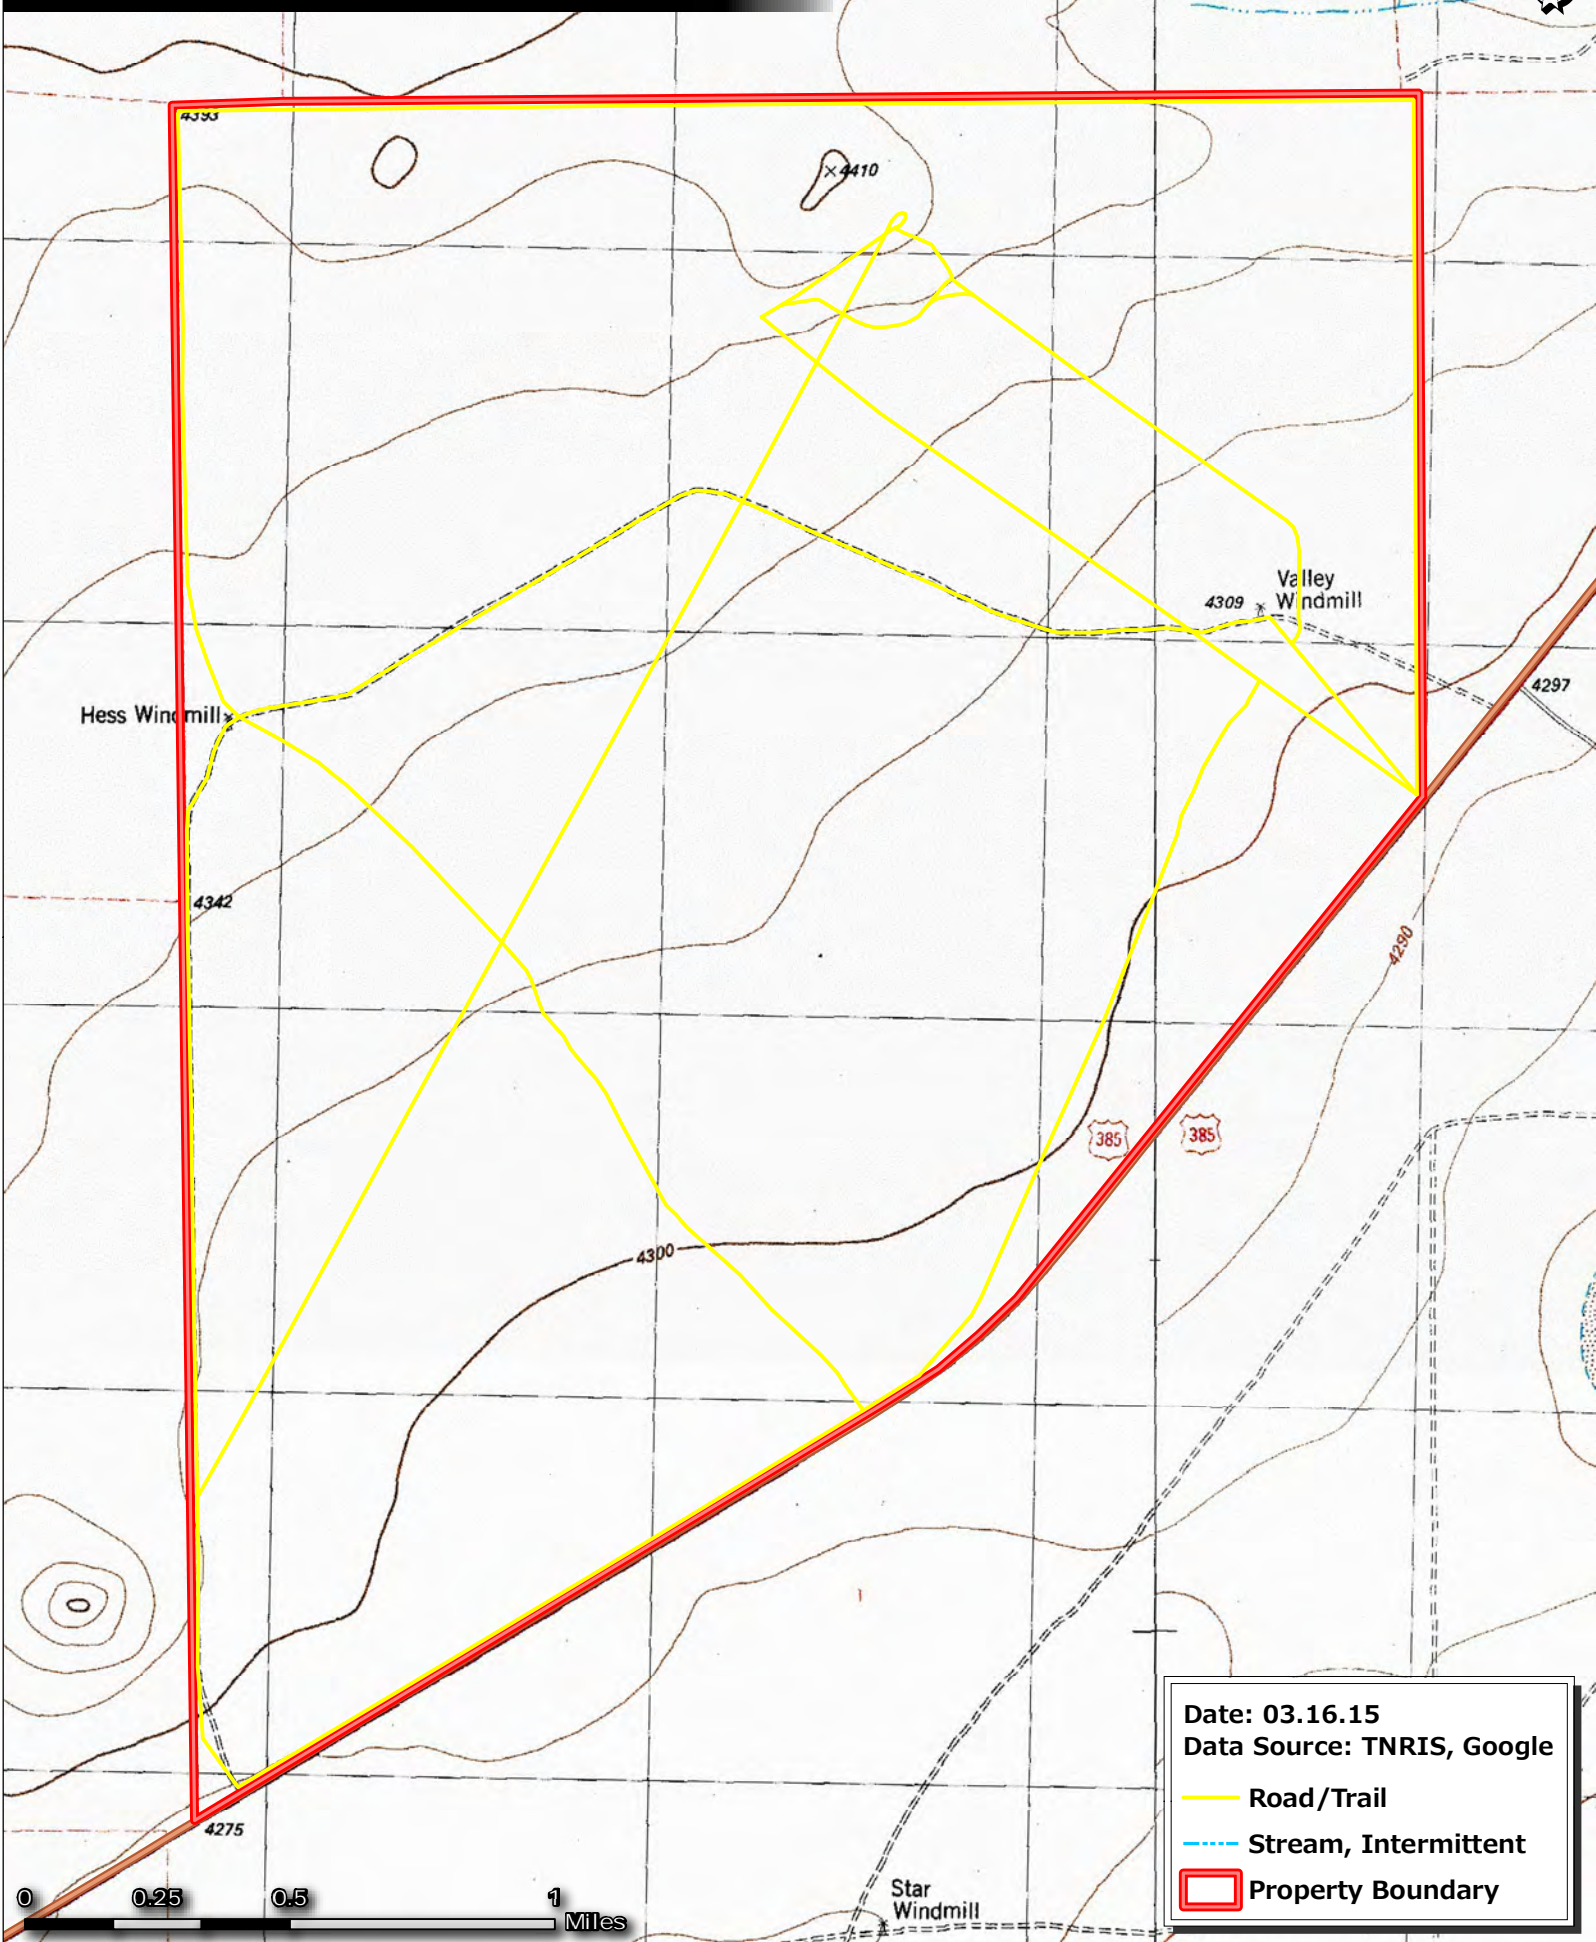 4393
×4410
Valley
4309 Windmill
4297
Hess Windmill
4342
4290
385
385
4300
4275
Date: 03.16.15
Data Source: TNRIS, Google
Road/Trail
Stream, Intermittent
Property Boundary
0 0.25 0.5 1
Miles
Star
Windmill